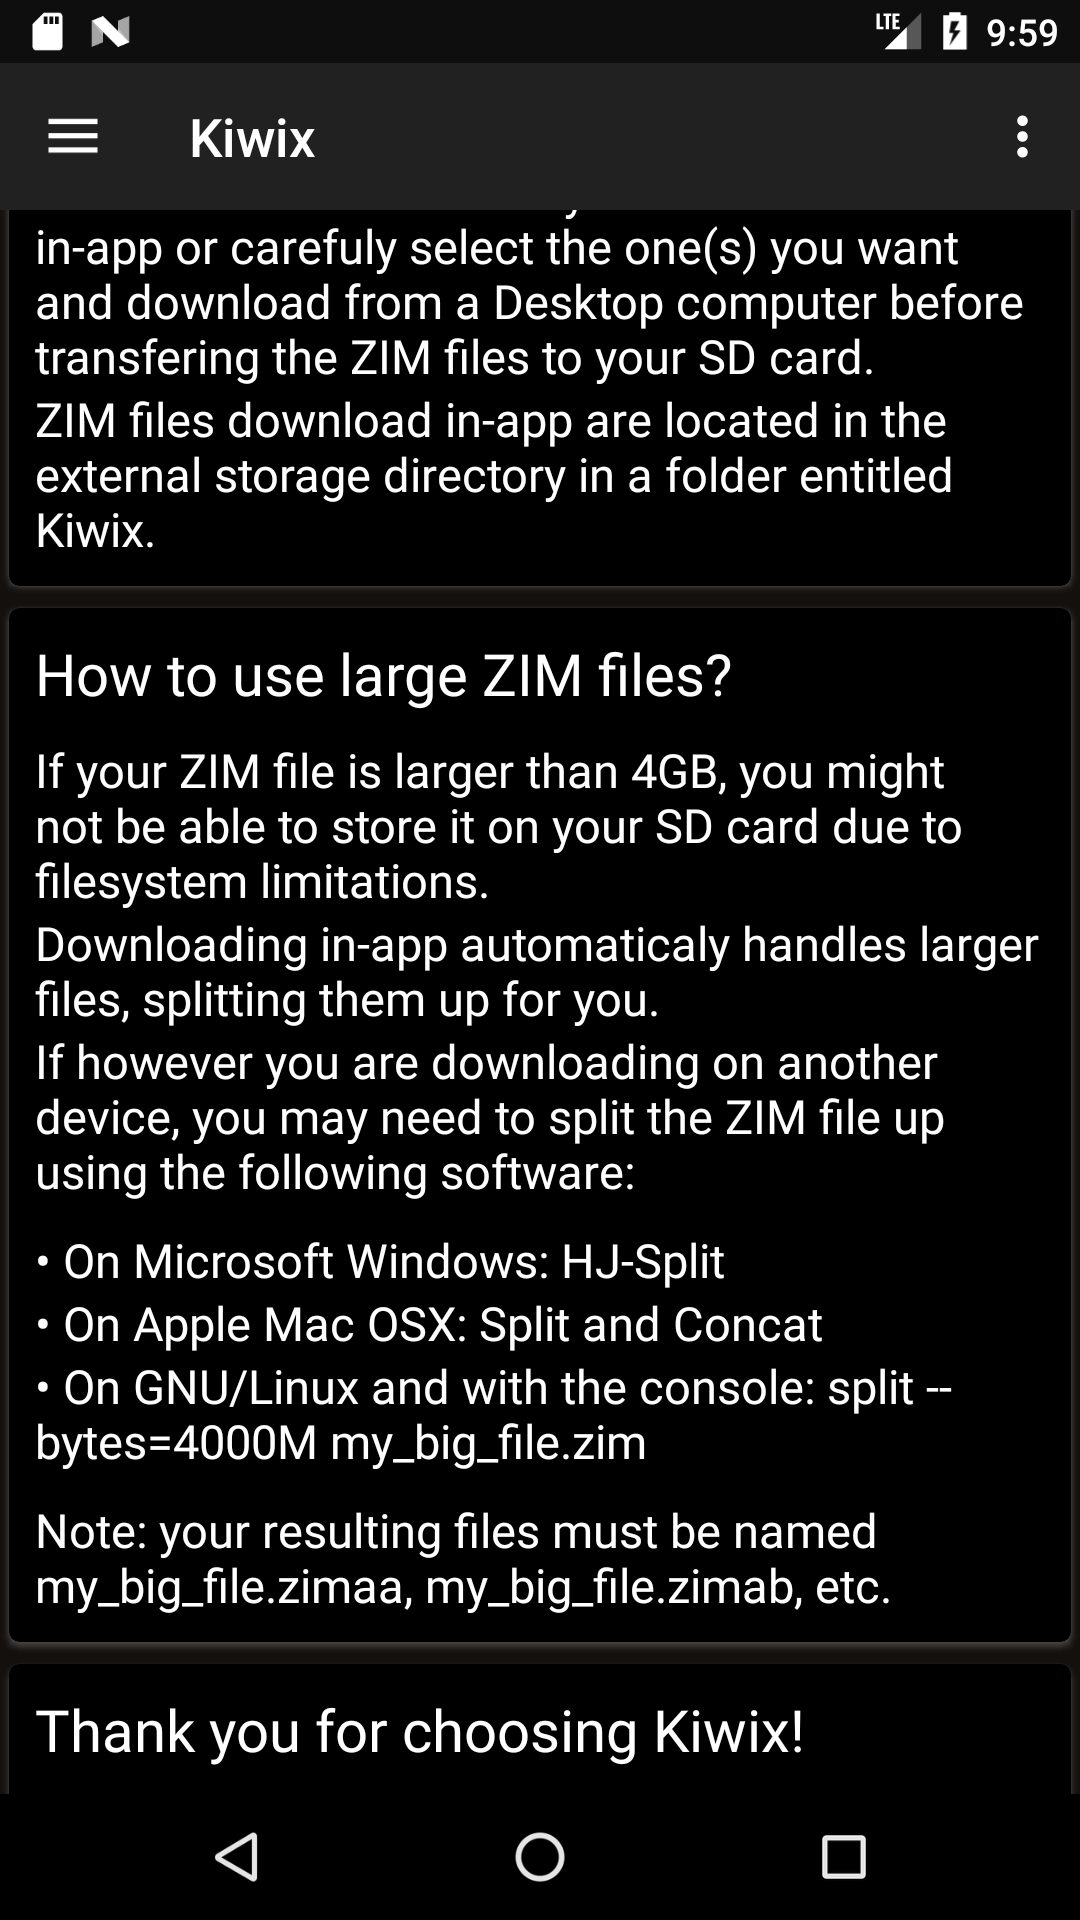 LTE 9:59
Kiwix
in-app or carefuly select the one(s) you want
and download from a Desktop computer before
transfering the ZIM files to your SD card.
ZIM files download in-app are located in the
external storage directory in a folder entitled
Kiwix.
How to use large ZIM files?
If your ZIM file is larger than 4GB, you might
not be able to store it on your SD card due to
filesystem limitations.
Downloading in-app automaticaly handles larger
files, splitting them up for you.
If however you are downloading on another
device, you may need to split the ZIM file up
using the following software:
• On Microsoft Windows: HJ-Split
• On Apple Mac OSX: Split and Concat
• On GNU/Linux and with the console: split --
bytes=4000M my_big_file.zim
Note: your resulting files must be named
my_big_file.zimaa, my_big_file.zimab, etc.
Thank you for choosing Kiwix!